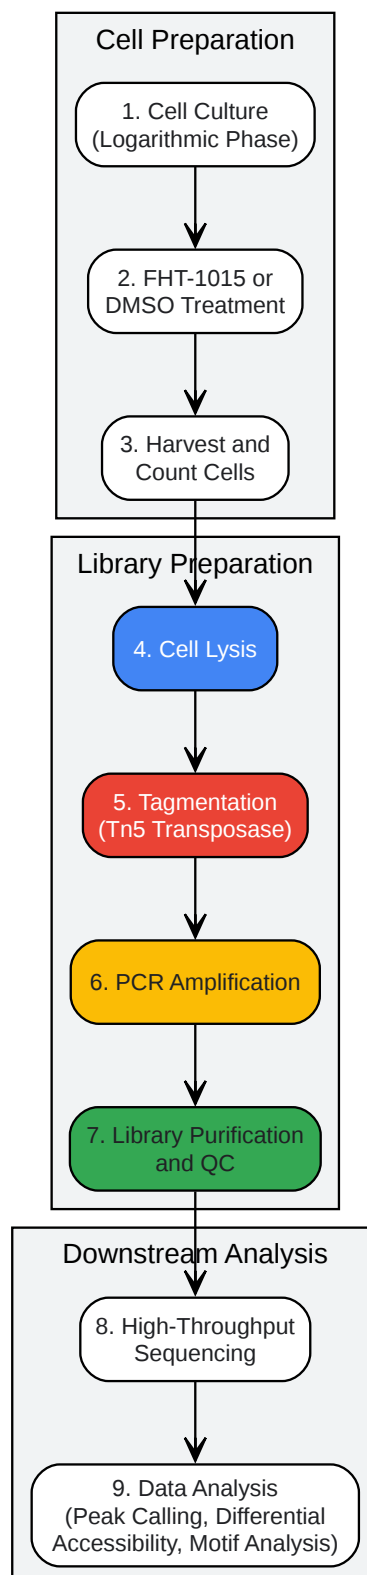 Cell Preparation
1. Cell Culture
(Logarithmic Phase)
2. FHT-1015 or
DMSO Treatment
3. Harvest and
Count Cells
Library Preparation
4. Cell Lysis
5. Tagmentation
(Tn5 Transposase)
6. PCR Amplification
7. Library Purification
and QC
Downstream Analysis
8. High-Throughput
Sequencing
9. Data Analysis
(Peak Calling, Differential
Accessibility, Motif Analysis)